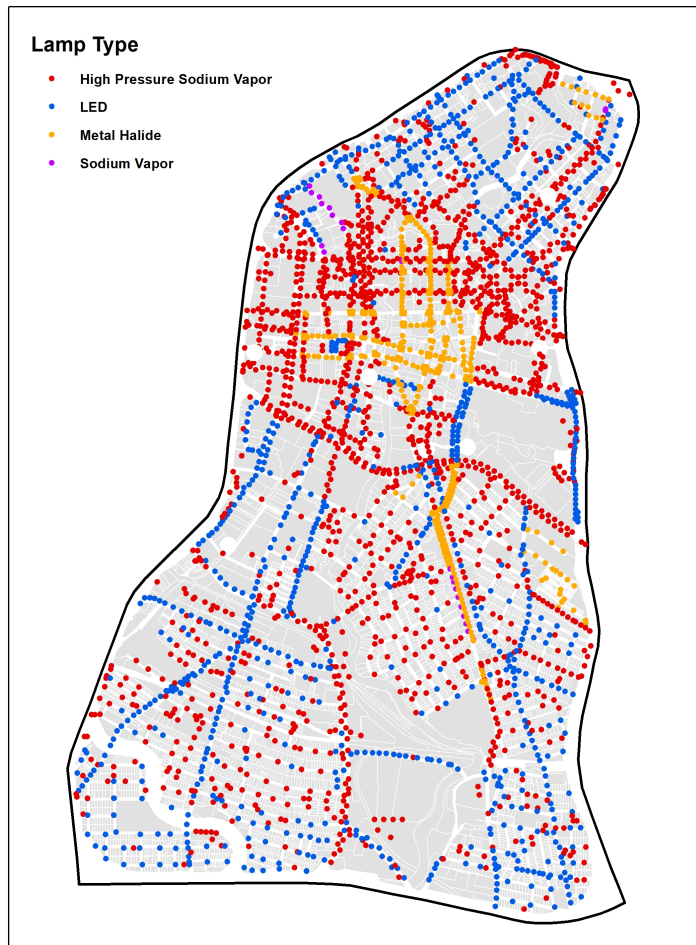 Lamp Type
High Pressure Sodium Vapor
LED
Metal Halide
Sodium Vapor